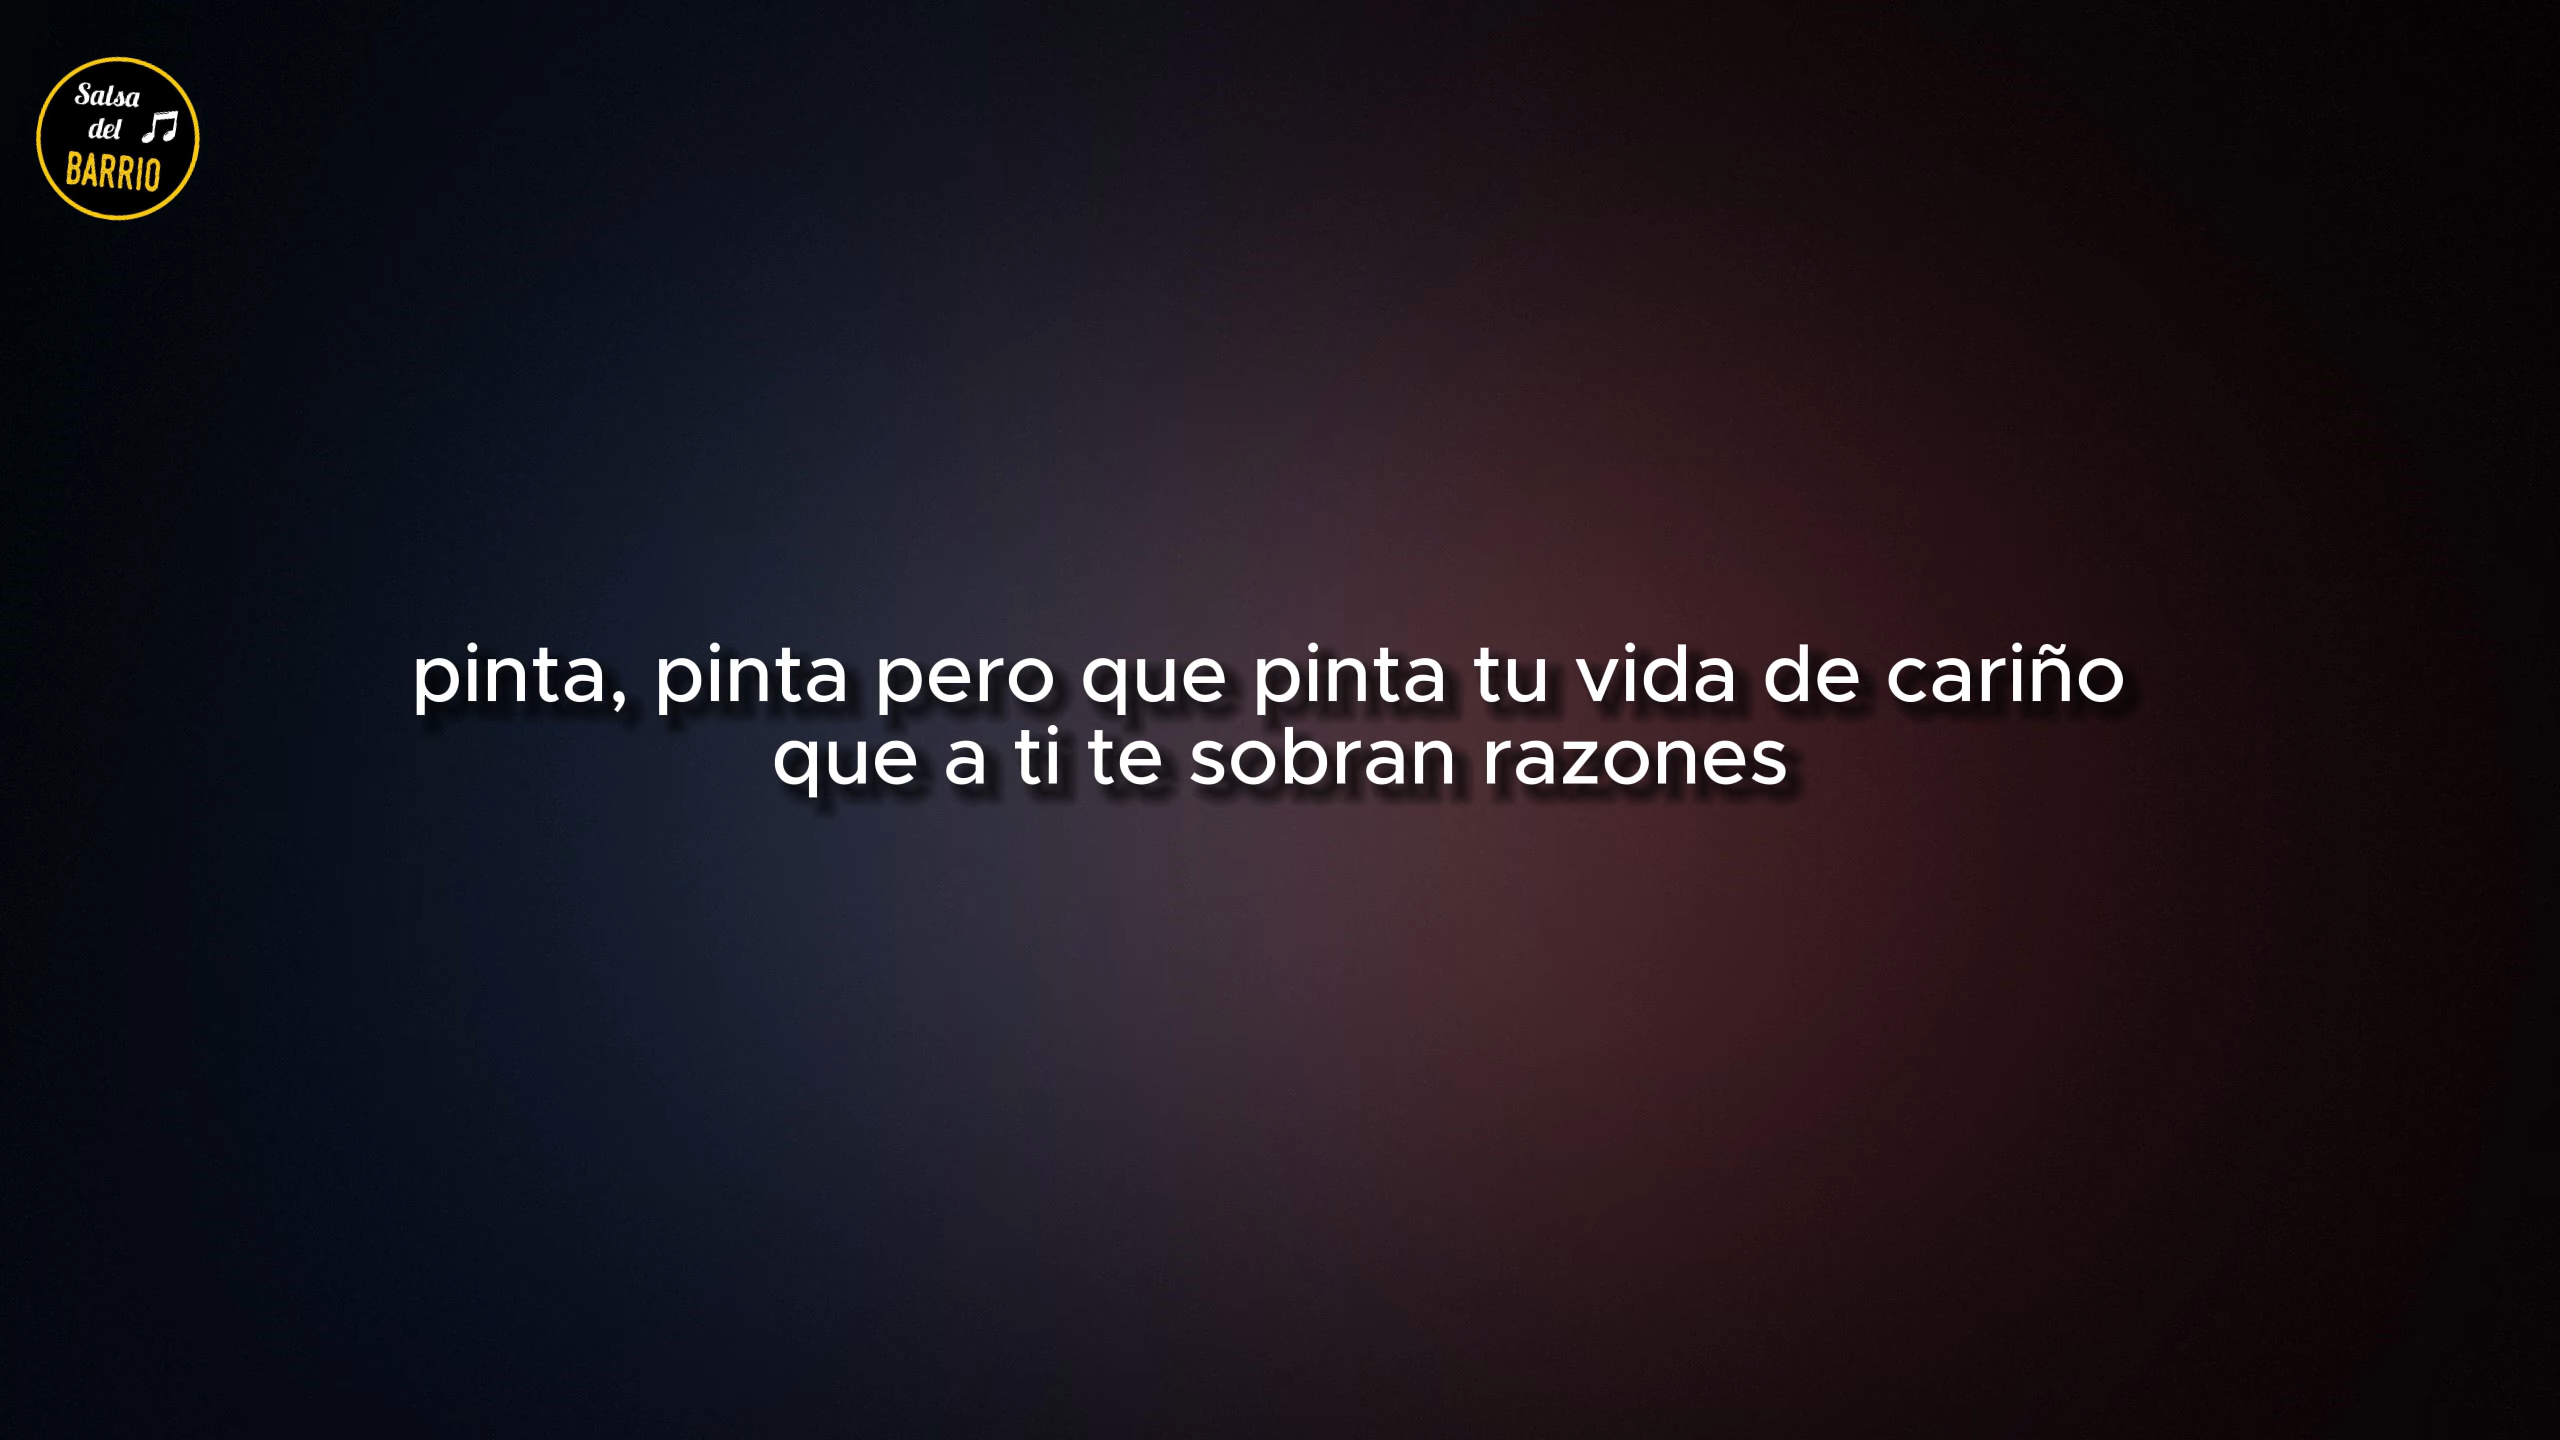 Salsa
del
BARRIO
pinta, pinta pero que pinta tu vida de cariño
que a ti te sobran razones